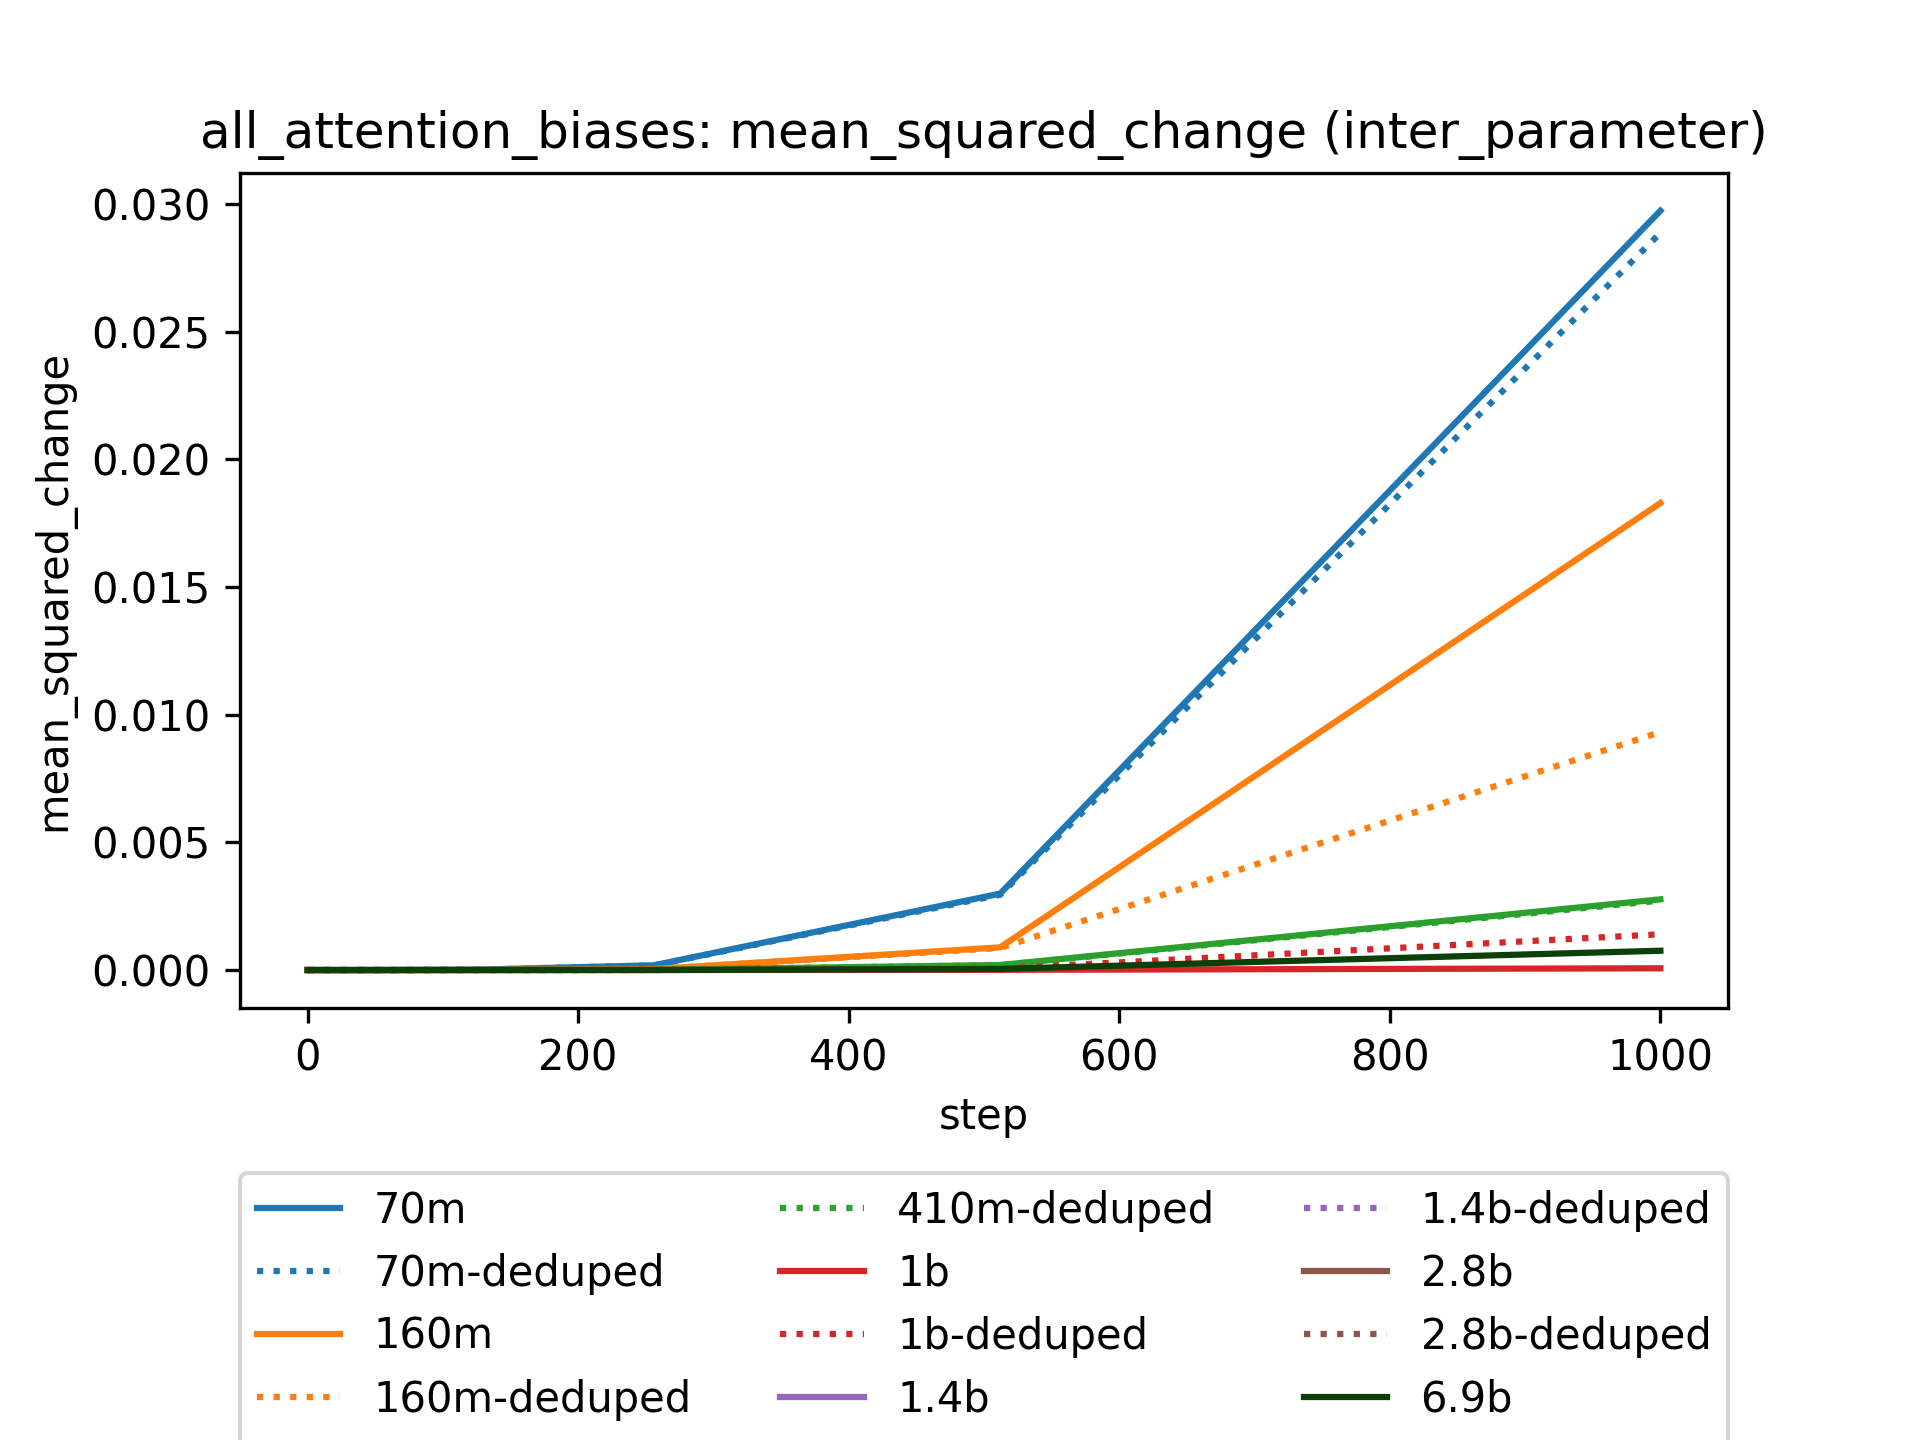 all_attention_biases: mean_squared_change (inter_parameter)
mean_squared_change
0.030
0.025
0.020
0.015
0.010
0.005
0.000
0 200 400 600 800 1000
step
70m 410m-deduped 1.4b-deduped
70m-deduped 1b 2.8b
160m 1b-deduped 2.8b-deduped
160m-deduped 1.4b 6.9b